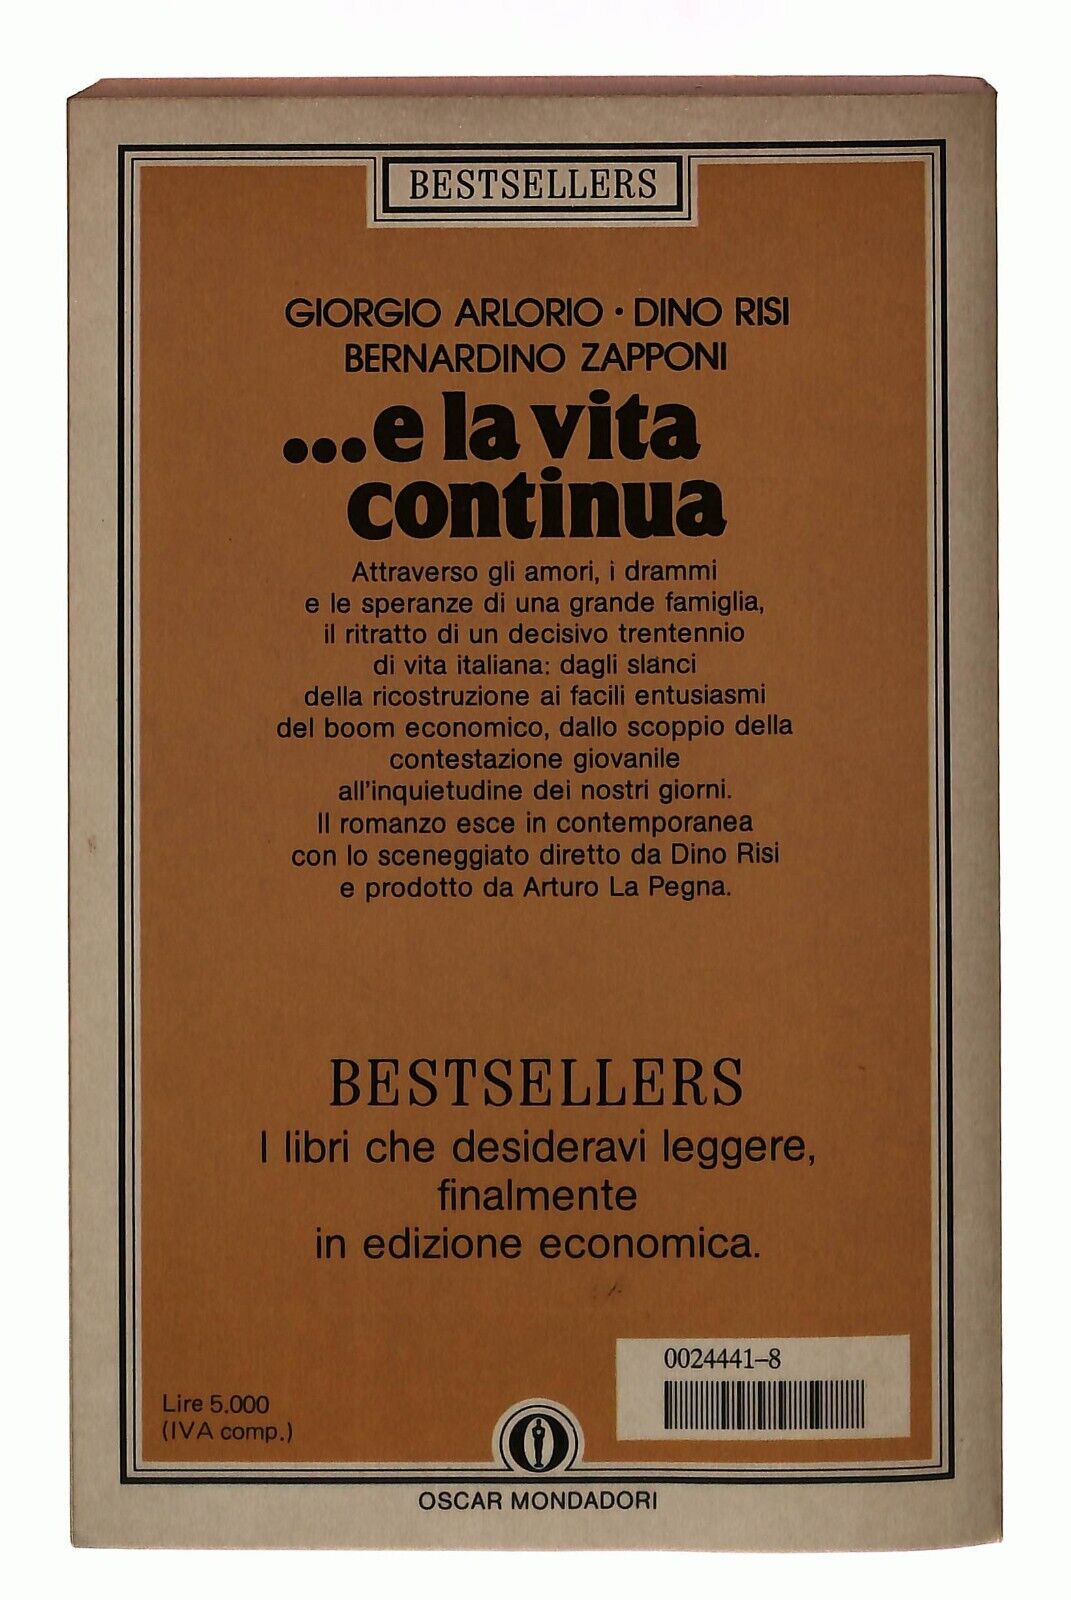 BESTSELLERS
GIORGIO ARLORIO • DINO RISI
BERNARDINO ZAPPONI
...e la vita
continua
Attraverso gli amori, i drammi
e le speranze di una grande famiglia,
il ritratto di un decisivo trentennio
di vita italiana: dagli slanci
della ricostruzione ai facili entusiasmi
del boom economico, dallo scoppio della
contestazione giovanile
all'inquietudine dei nostri giorni.
Il romanzo esce in contemporanea
con lo sceneggiato diretto da Dino Risi
e prodotto da Arturo La Pegna.
BESTSELLERS
I libri che desideravi leggere,
finalmente
in edizione economica.
0024441-8
Lire 5.000
(IVA comp.)
OSCAR MONDADORI